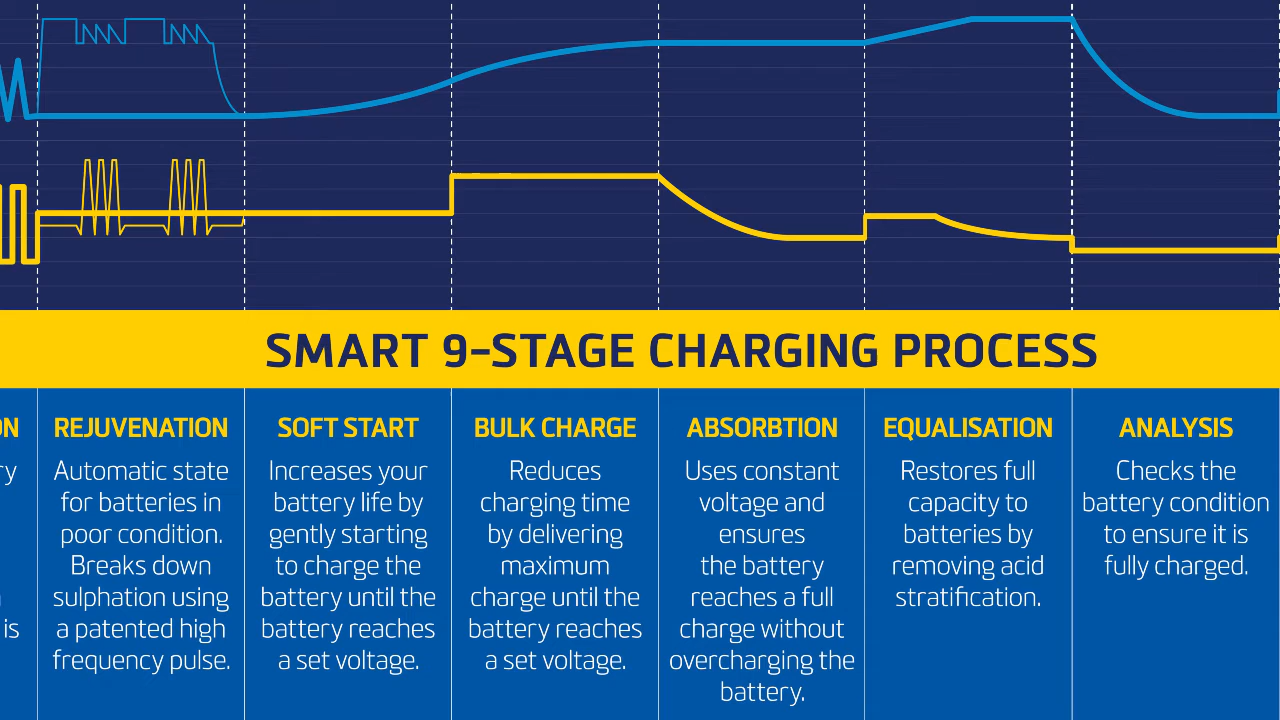 SMART 9-STAGE CHARGING PROCESS
ON
ry
is
REJUVENATION
Automatic state
for batteries in
poor condition.
Breaks down
sulphation using
a patented high
frequency pulse.
SOFT START
Increases your
battery life by
gently starting
to charge the
battery until the
battery reaches
a set voltage.
BULK CHARGE
Reduces
charging time
by delivering
maximum
charge until the
battery reaches
a set voltage.
ABSORBTION
Uses constant
voltage and
ensures
the battery
reaches a full
charge without
overcharging the
battery.
EQUALISATION
Restores full
capacity to
batteries by
removing acid
stratification.
ANALYSIS
Checks the
battery condition
to ensure it is
fully charged.